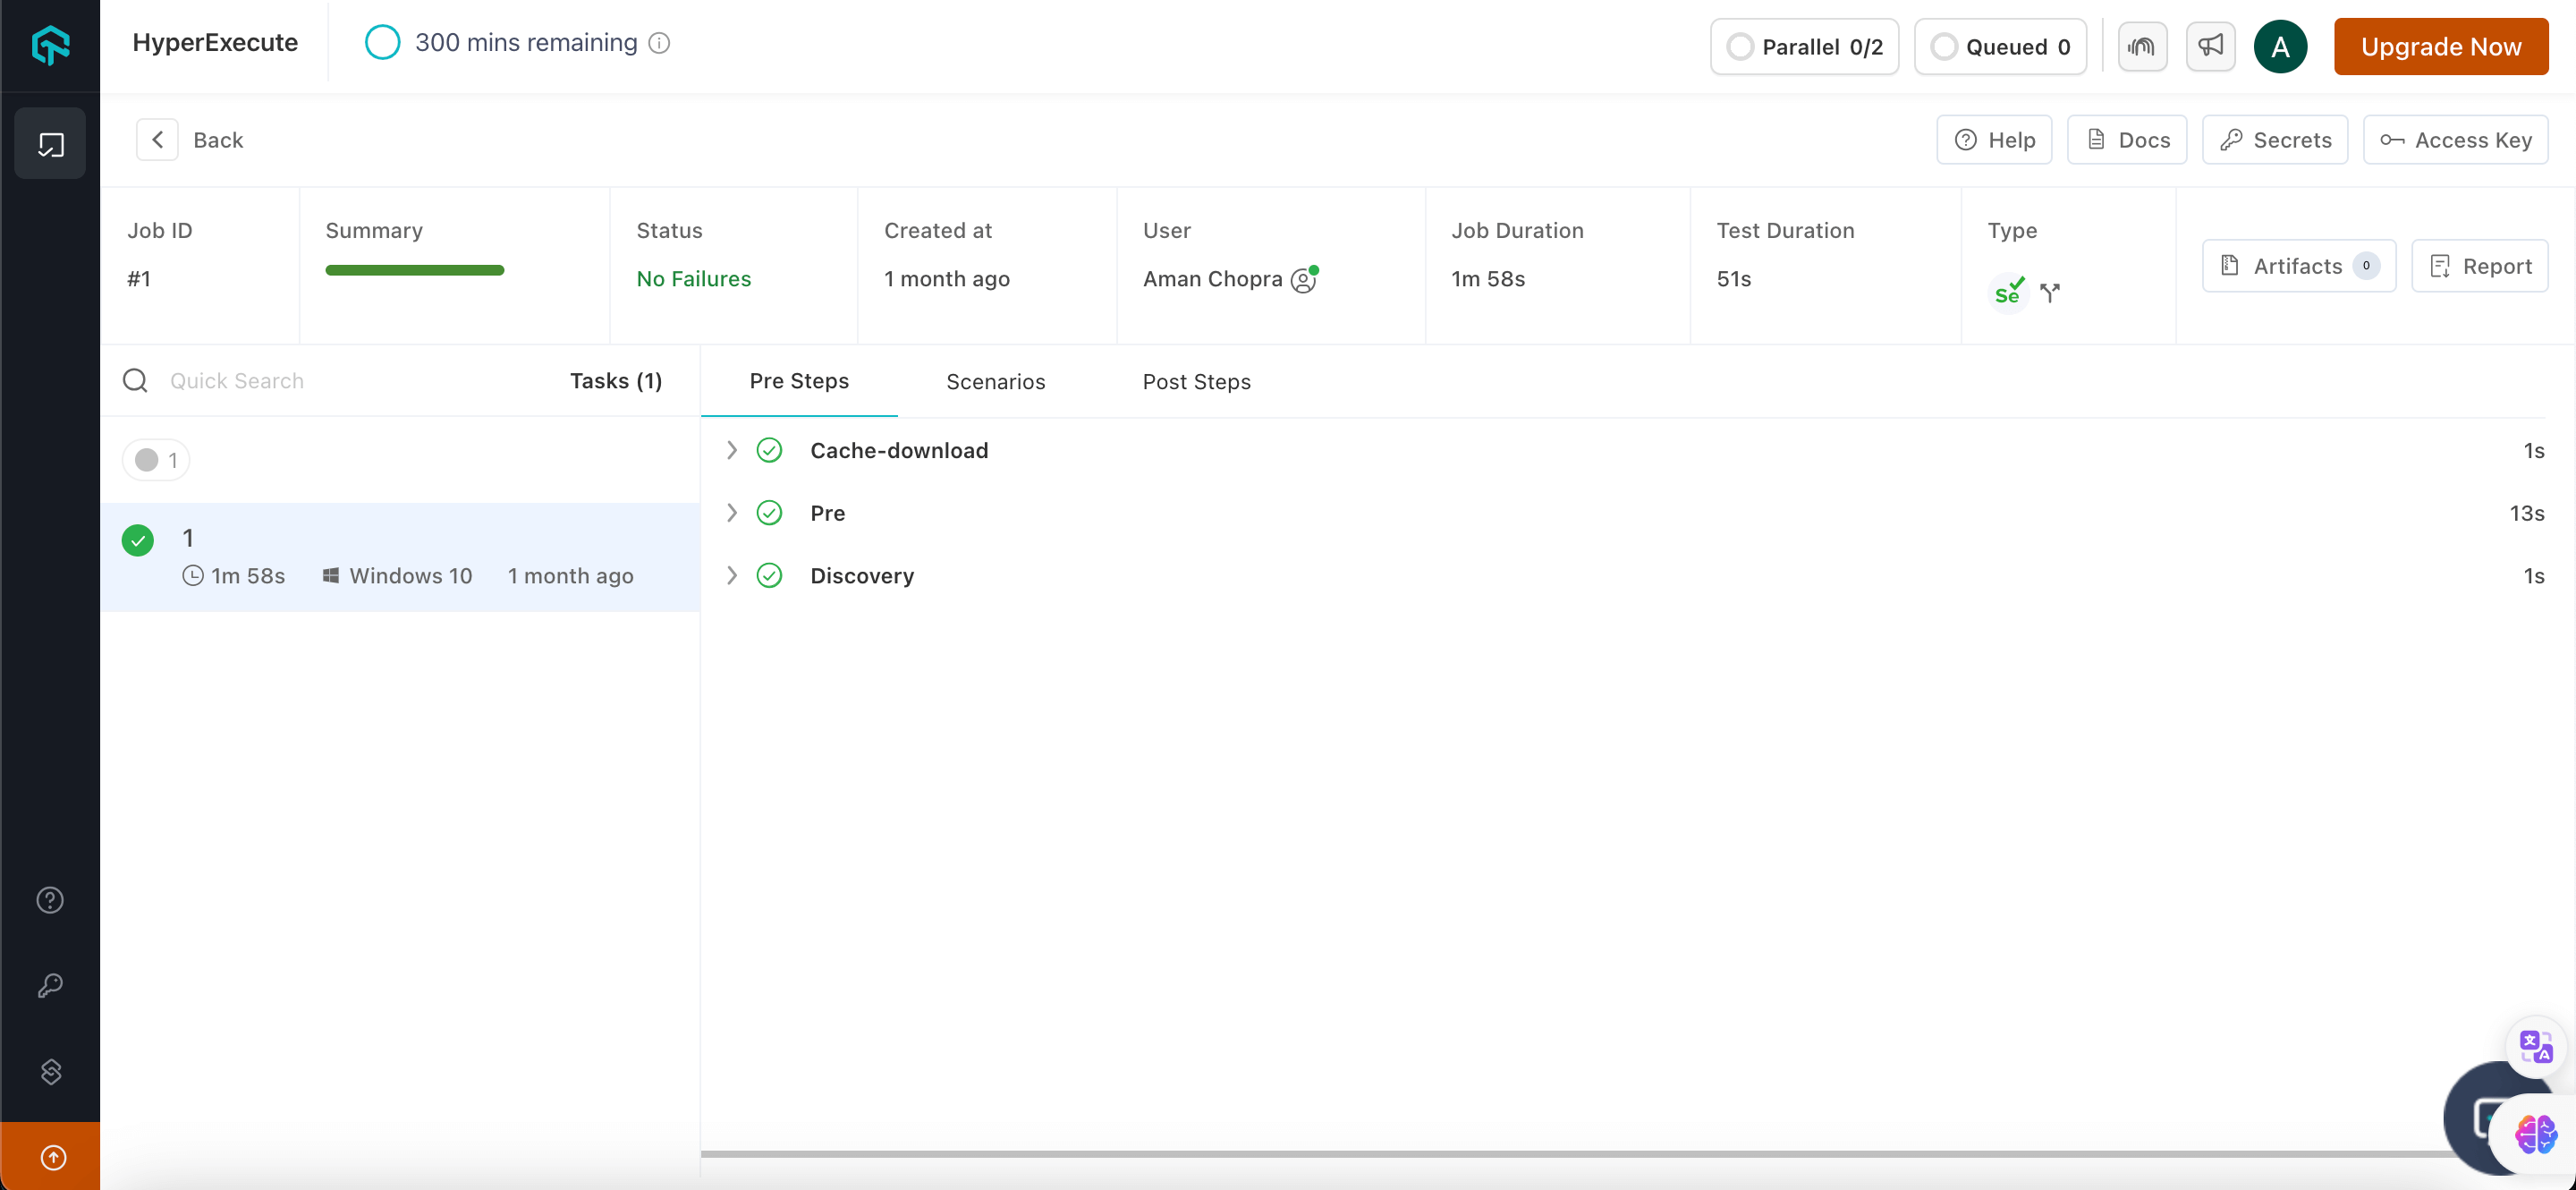 HyperExecute
300 mins remaining
Parallel 0/2
Queued 0
A
Upgrade Now
Back
Help
Docs
Secrets
Access Key
Job ID
#1
Summary
Status
No Failures
Created at
1 month ago
User
Aman Chopra
Job Duration
1m 58s
Test Duration
51s
Type
Se
Artifacts 0
Report
Quick Search
Tasks (1)
1
1
1m 58s Windows 10 1 month ago
Pre Steps
Scenarios
Post Steps
Cache-download 1s
Pre 13s
Discovery 1s
文
A